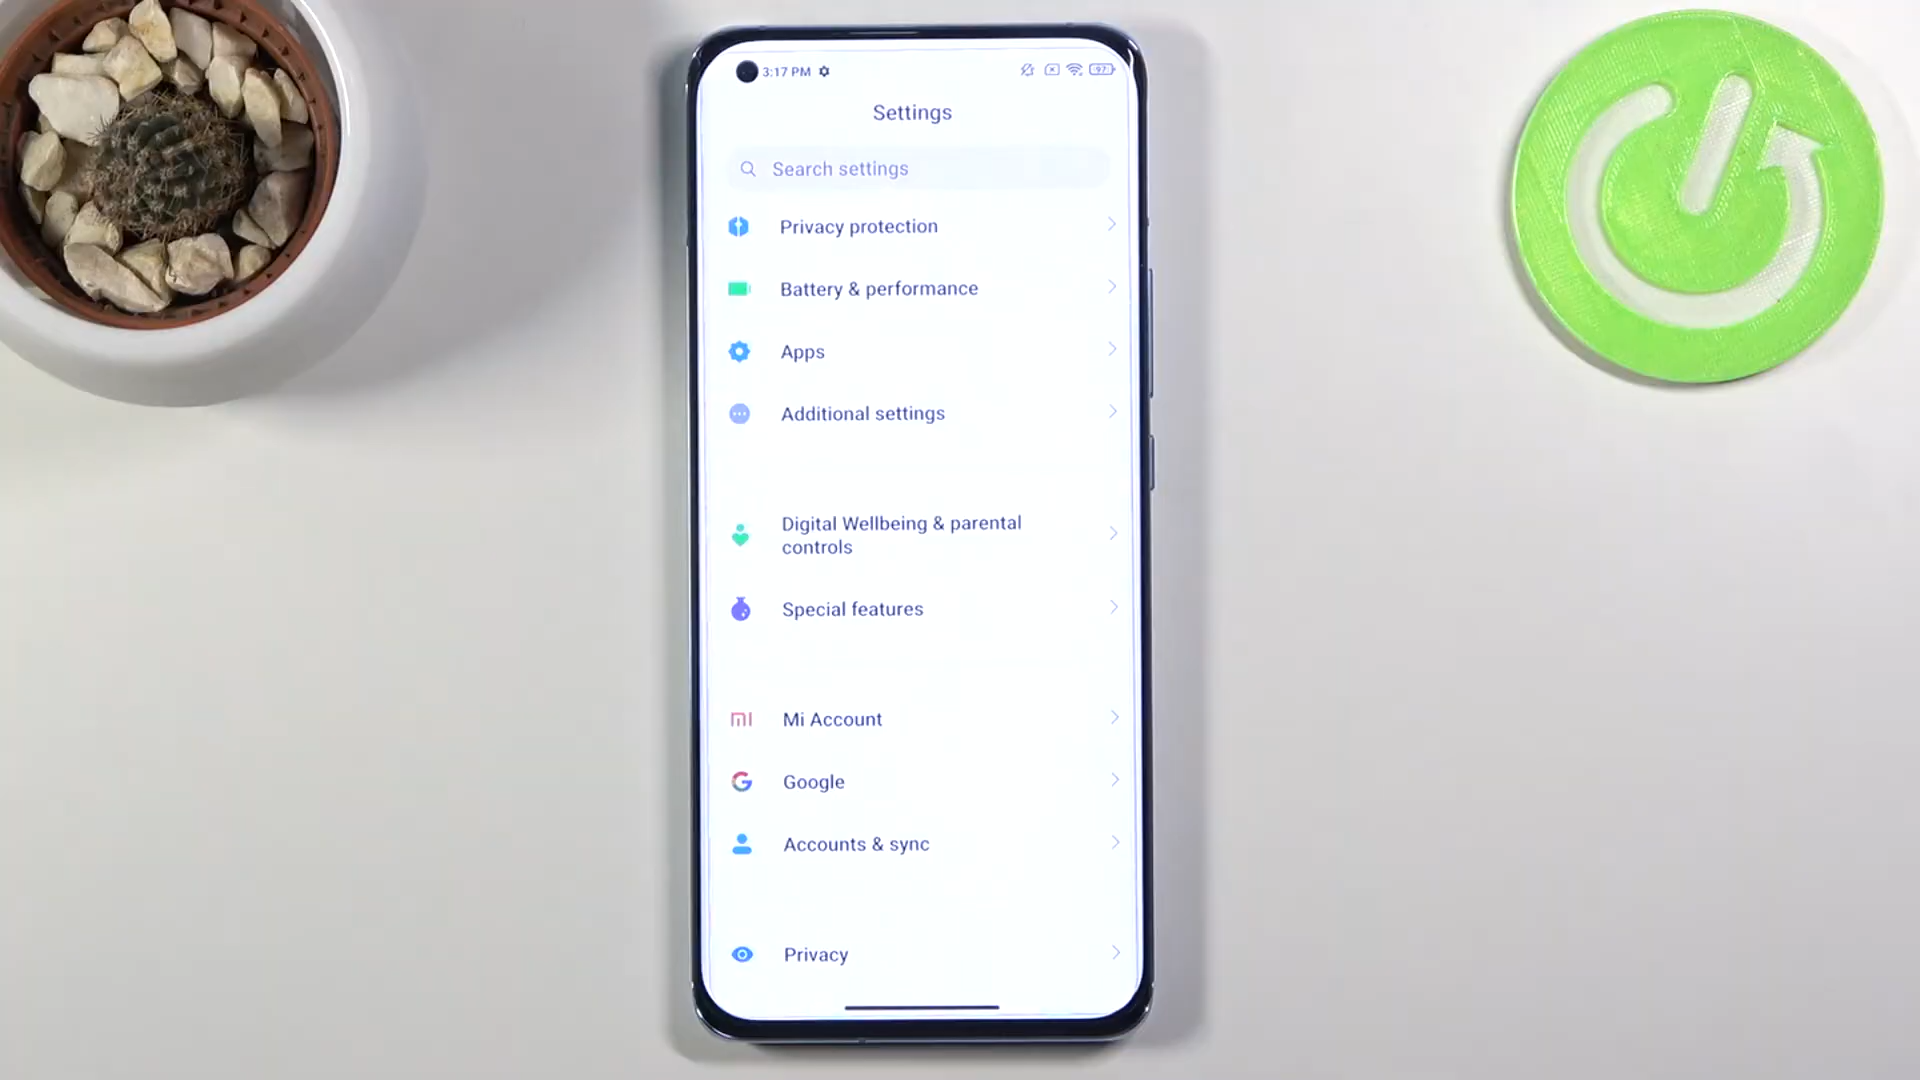 3:17 PM
97
Settings
Search settings
Privacy protection
Battery & performance
Apps
Additional settings
Digital Wellbeing & parental
controls
Special features
Mi Account
Google
Accounts & sync
Privacy